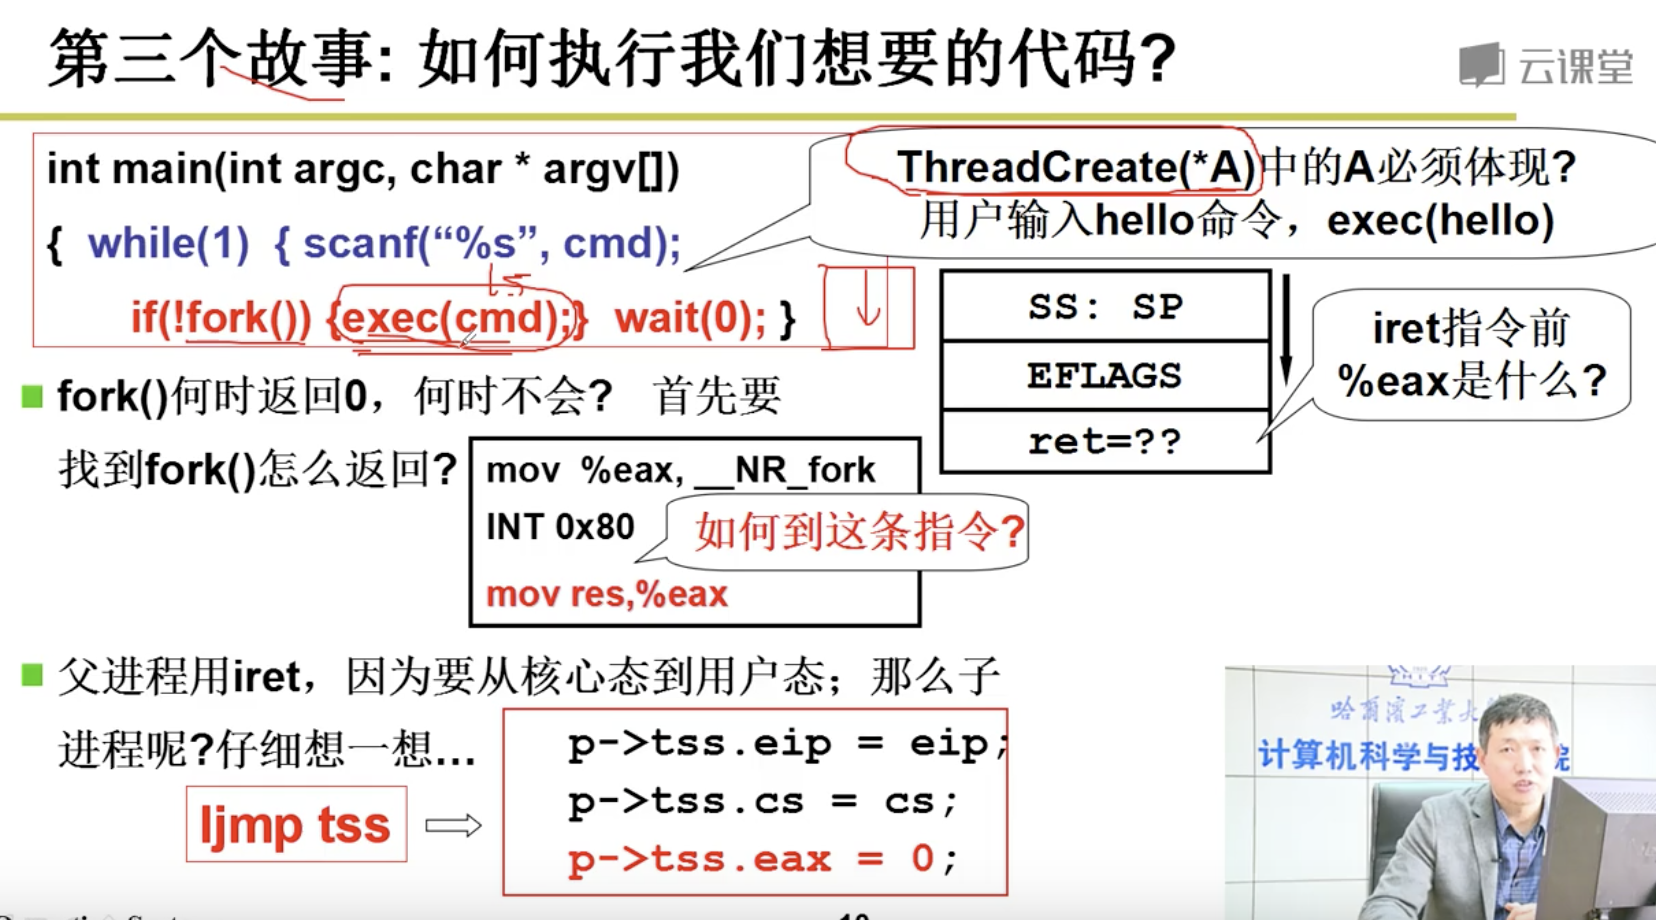 第三个故事: 如何执行我们想要的代码?
云课堂
int main(int argc, char * argv[])
{ while(1) { scanf(“%s”, cmd);
if(!fork()) {exec(cmd);} wait(0); }
ls
ThreadCreate(*A)中的A必须体现?
用户输入hello命令，exec(hello)
SS: SP
EFLAGS
ret=??
iret指令前
%eax是什么?
fork()何时返回0，何时不会? 首先要
找到fork()怎么返回?
mov %eax, __NR_fork
INT 0x80
mov res,%eax
如何到这条指令?
父进程用iret，因为要从核心态到用户态；那么子
进程呢?仔细想一想...
ljmp tss
p->tss.eip = eip;
p->tss.cs = cs;
p->tss.eax = 0;
哈尔滨工业大
计算机科学与技 院